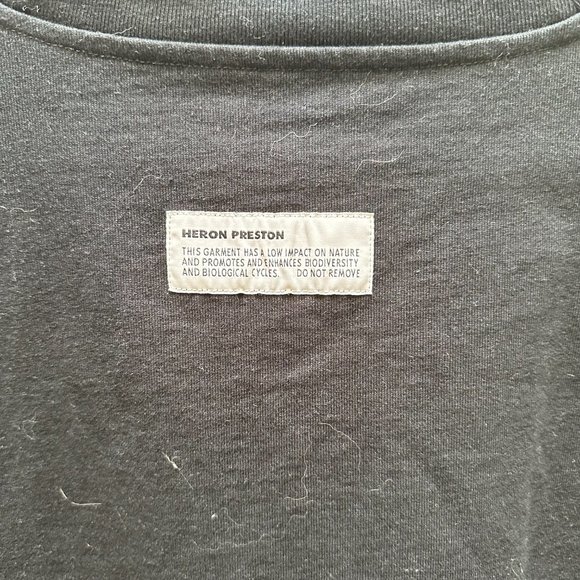 HERON PRESTON
THIS GARMENT HAS A LOW IMPACT ON NATURE
AND PROMOTES AND ENHANCES BIODIVERSITY
AND BIOLOGICAL CYCLES. DO NOT REMOVE